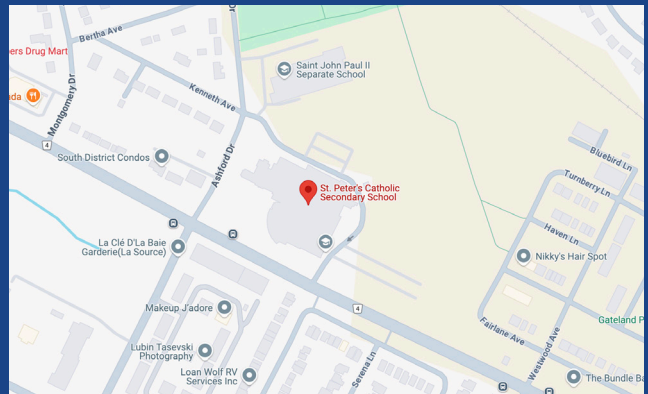 Bertha Ave
ers Drug Mart
Saint John Paul II
Separate School
Kenneth Ave
Montgomery Dr
4
South District Condos
Ashford Dr
Bluebird Ln
Turnberry Ln
St. Peter's Catholic
Secondary School
Haven Ln
La Clé D'La Baie
Garderie(La Source)
Nikky's Hair Spot
Makeup J'adore
4
Gateland P
Fairlane Ave
Westwood Ave
Lubin Tasevski
Photography
Serena Ln
Loan Wolf RV
Services Inc
The Bundle Ba